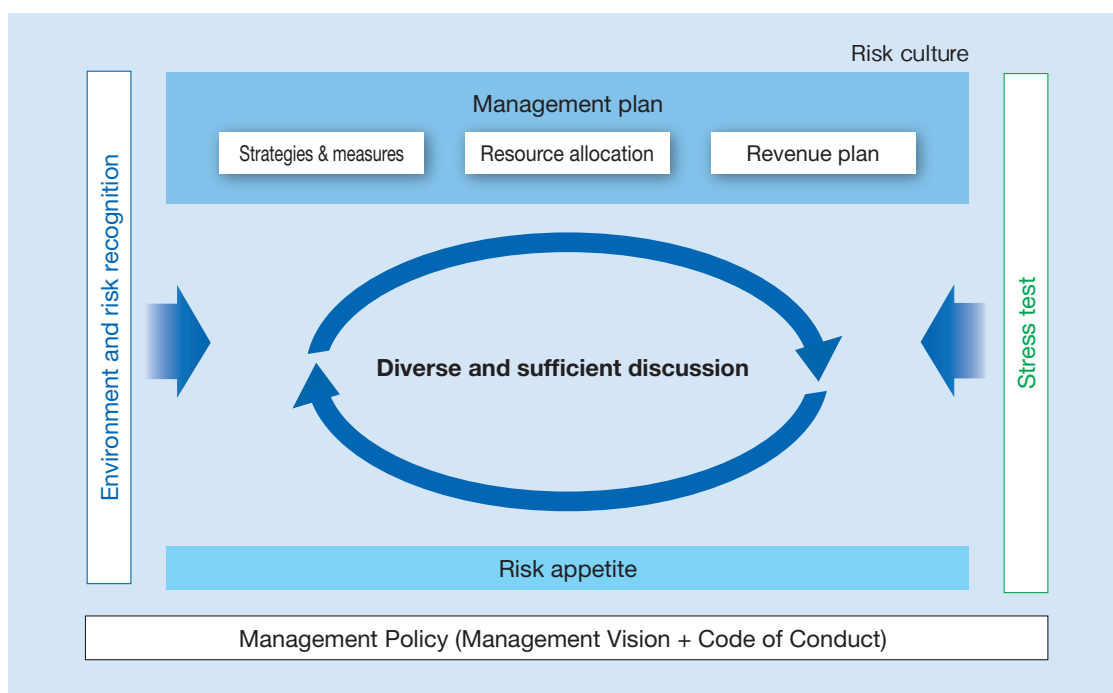 Risk culture
Management plan
Strategies & measures
Resource allocation
Revenue plan
Environment and risk recognition
Diverse and sufficient discussion
Stress test
Risk appetite
Management Policy (Management Vision + Code of Conduct)